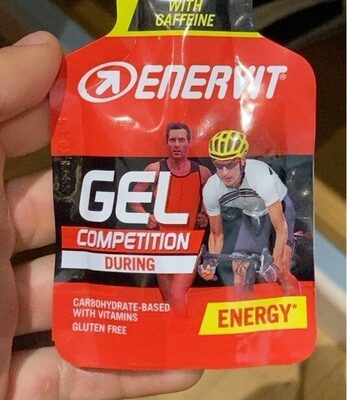 WITH
CAFFEINE
ENERVIT®
GEL
COMPETITION
DURING
CARBOHYDRATE-BASED
WITH VITAMINS
GLUTEN FREE
ENERGY*